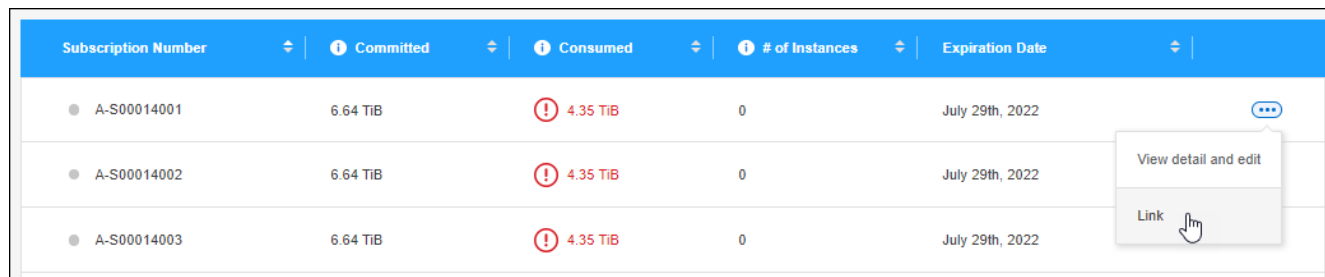 Subscription Number Committed Consumed # of Instances Expiration Date
A-S00014001 6.64 TiB 4.35 TiB 0 July 29th, 2022
View detail and edit
A-S00014002 6.64 TiB 4.35 TiB 0 July 29th, 2022
Link
A-S00014003 6.64 TiB 4.35 TiB 0 July 29th, 2022